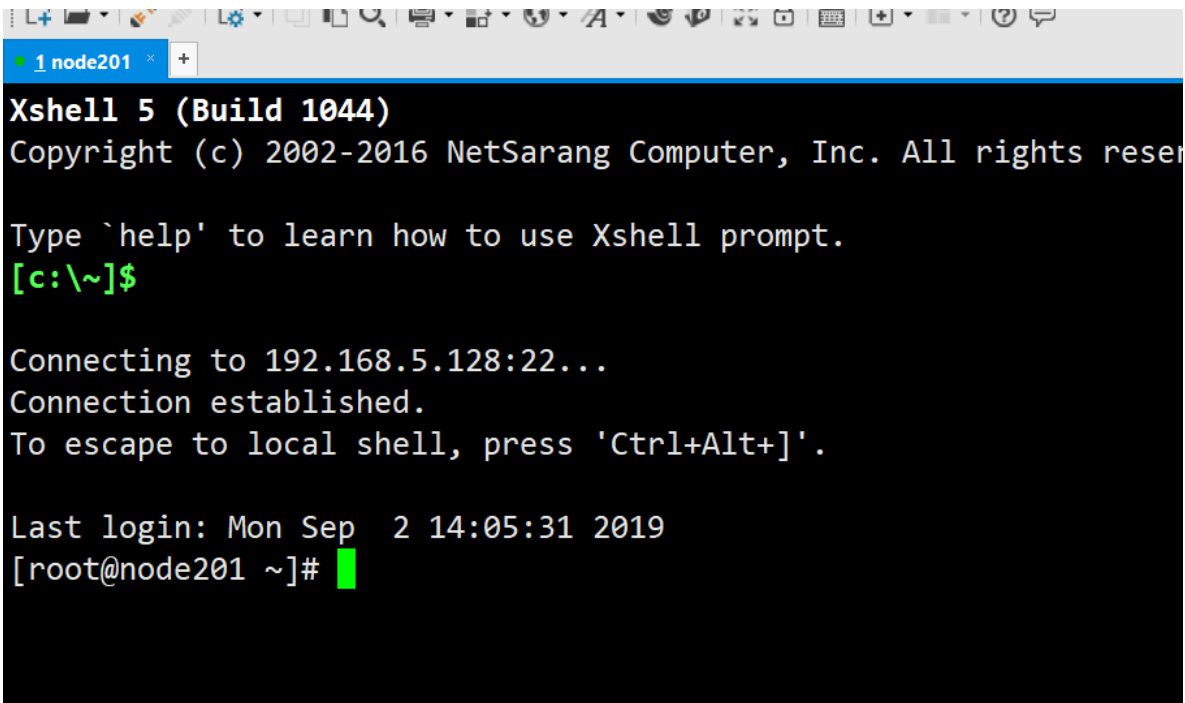 1 node201
Xshell 5 (Build 1044)
Copyright (c) 2002-2016 NetSarang Computer, Inc. All rights
Type `help' to learn how to use Xshell prompt.
[c:\~]$
Connecting to 192.168.5.128:22...
Connection established.
To escape to local shell, press 'Ctrl+Alt+]'.
Last login: Mon Sep  2 14:05:31 2019
[root@node201 ~]#